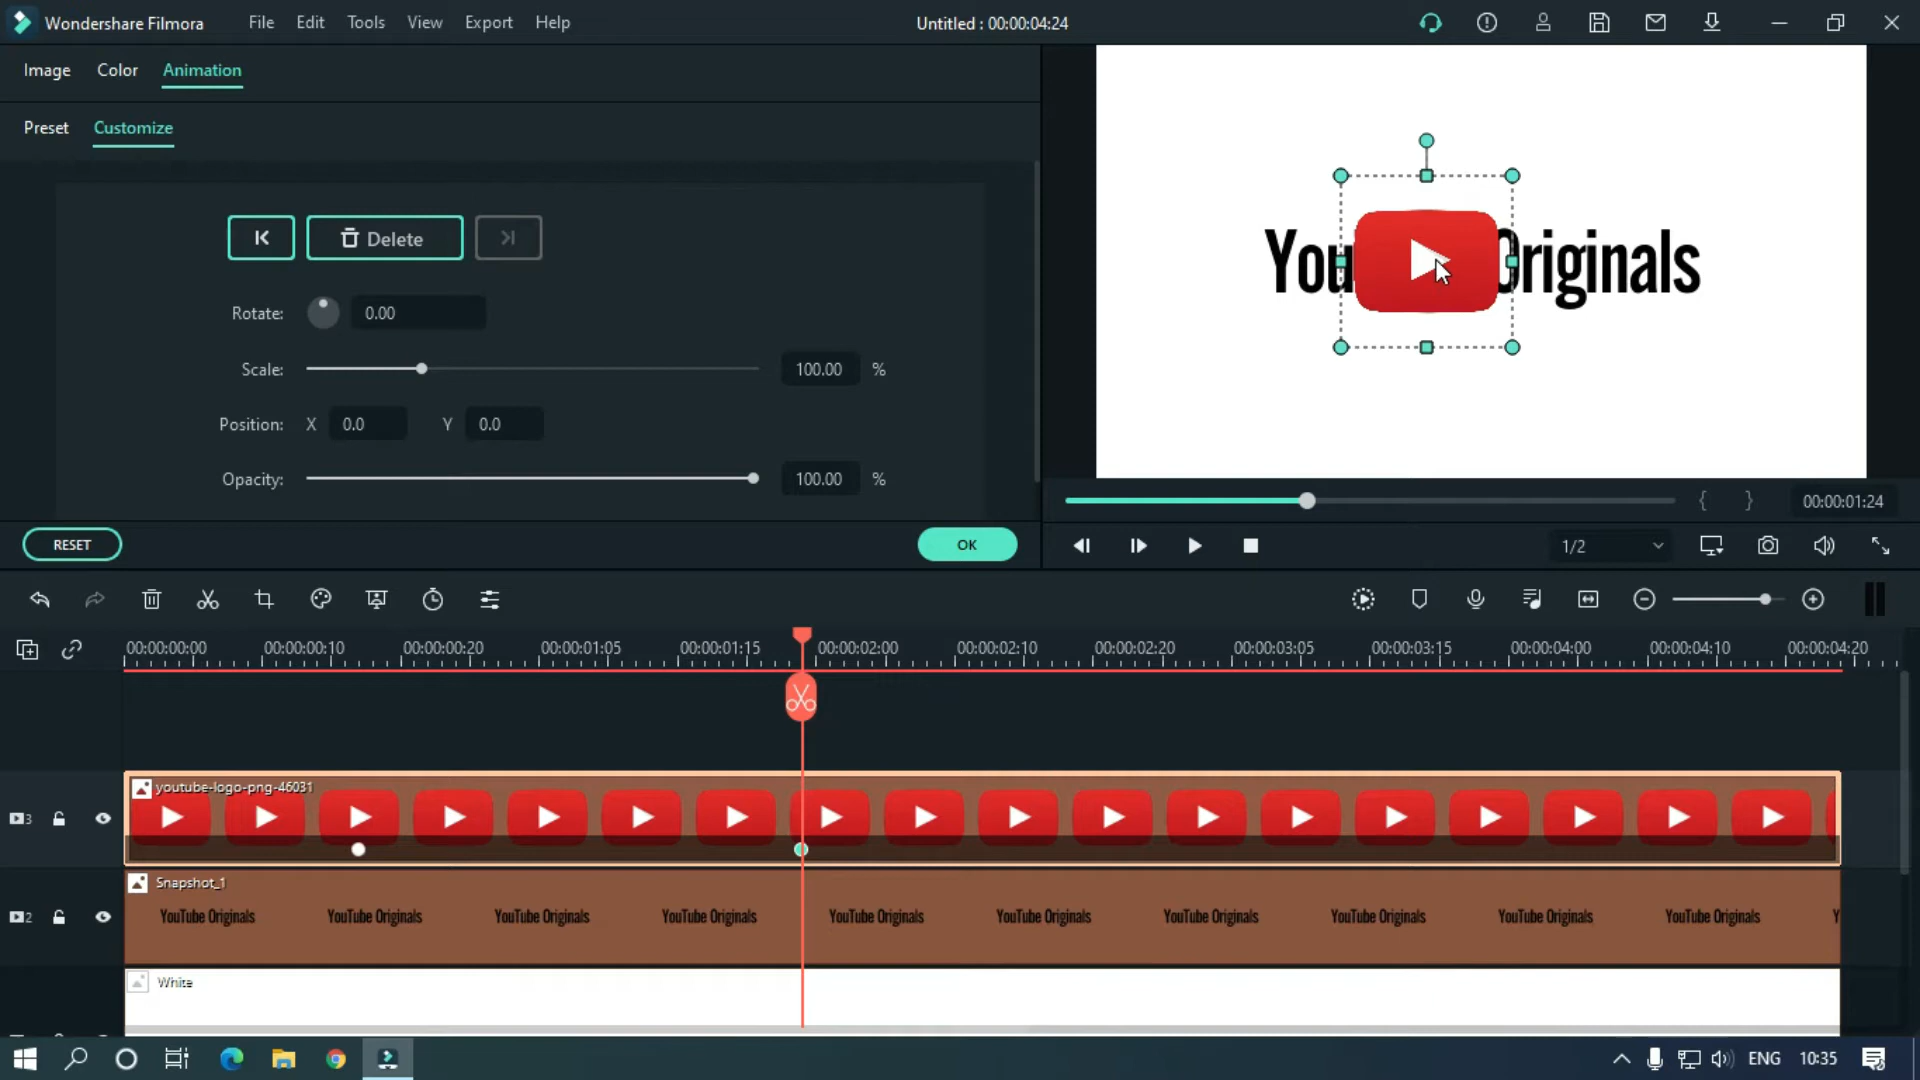 Wondershare Filmora File Edit Tools View Export Help Untitled : 00:00:04:24
Image Color Animation
Preset Customize
Delete
Rotate: 0.00
Scale: 100.00 %
Position: X 0.0 Y 0.0
Opacity: 100.00 %
RESET OK
You Originals
{ } 00:00:01:24
1/2
00:00:00:00 00:00:00:10 00:00:00:20 00:00:01:05 00:00:01:15 00:00:02:00 00:00:02:10 00:00:02:20 00:00:03:05 00:00:03:15 00:00:04:00 00:00:04:10 00:00:04:20
youtube-logo-png-46031
3
Snapshot_1
2 YouTube Originals YouTube Originals YouTube Originals YouTube Originals YouTube Originals YouTube Originals YouTube Originals YouTube Originals YouTube Originals YouTube Originals Y
White
ENG 10:35